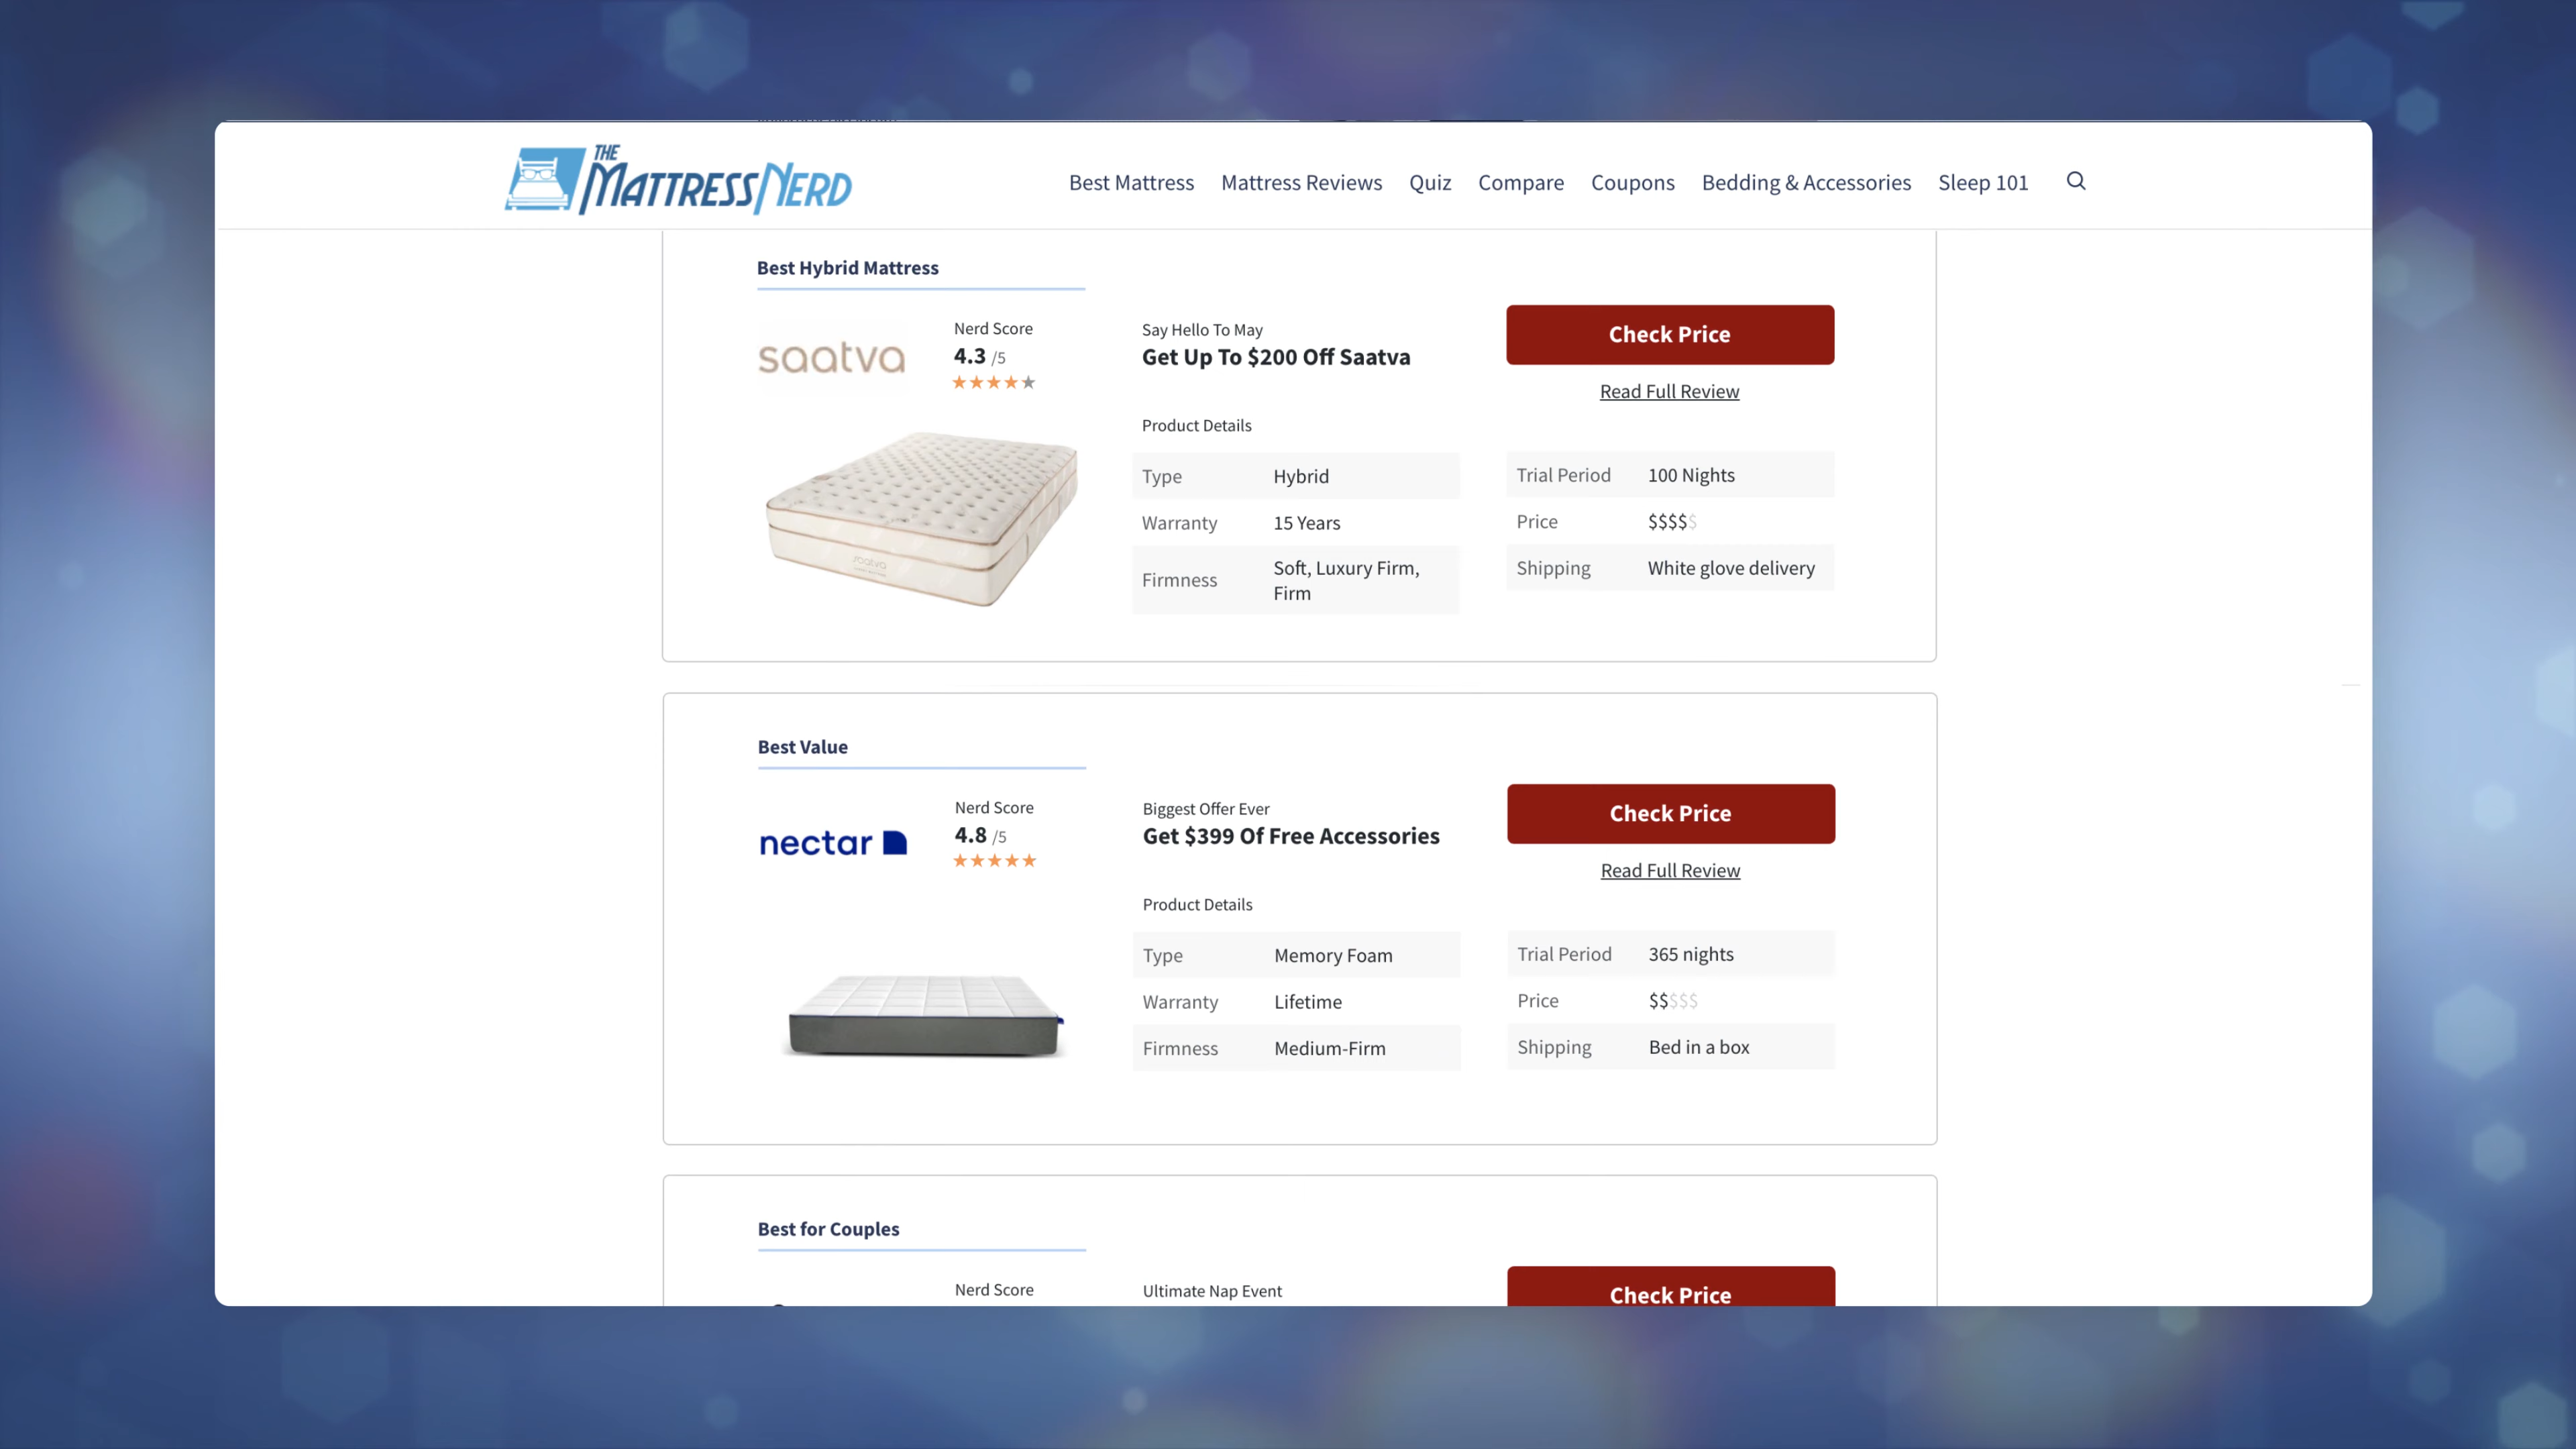 THE
MATTRESSNERD
Best Mattress Mattress Reviews Quiz Compare Coupons Bedding & Accessories Sleep 101
Best Hybrid Mattress
saatva
Nerd Score
4.3 /5
Say Hello To May
Get Up To $200 Off Saatva
Check Price
Read Full Review
Product Details
Type Hybrid
Warranty 15 Years
Firmness Soft, Luxury Firm,
Firm
Trial Period 100 Nights
Price $$$$$
Shipping White glove delivery
saatva
Best Value
nectar
Nerd Score
4.8 /5
Biggest Offer Ever
Get $399 Of Free Accessories
Check Price
Read Full Review
Product Details
Type Memory Foam
Warranty Lifetime
Firmness Medium-Firm
Trial Period 365 nights
Price $$$$$
Shipping Bed in a box
Best for Couples
Nerd Score
Ultimate Nap Event
Check Price